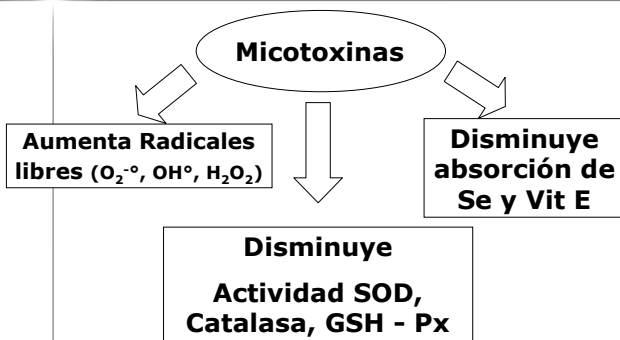 Micotoxinas
Aumenta Radicales
libres (O₂⁻°, OH°, H₂O₂)
Disminuye
absorción de
Se y Vit E
Disminuye
Actividad SOD,
Catalasa, GSH - Px